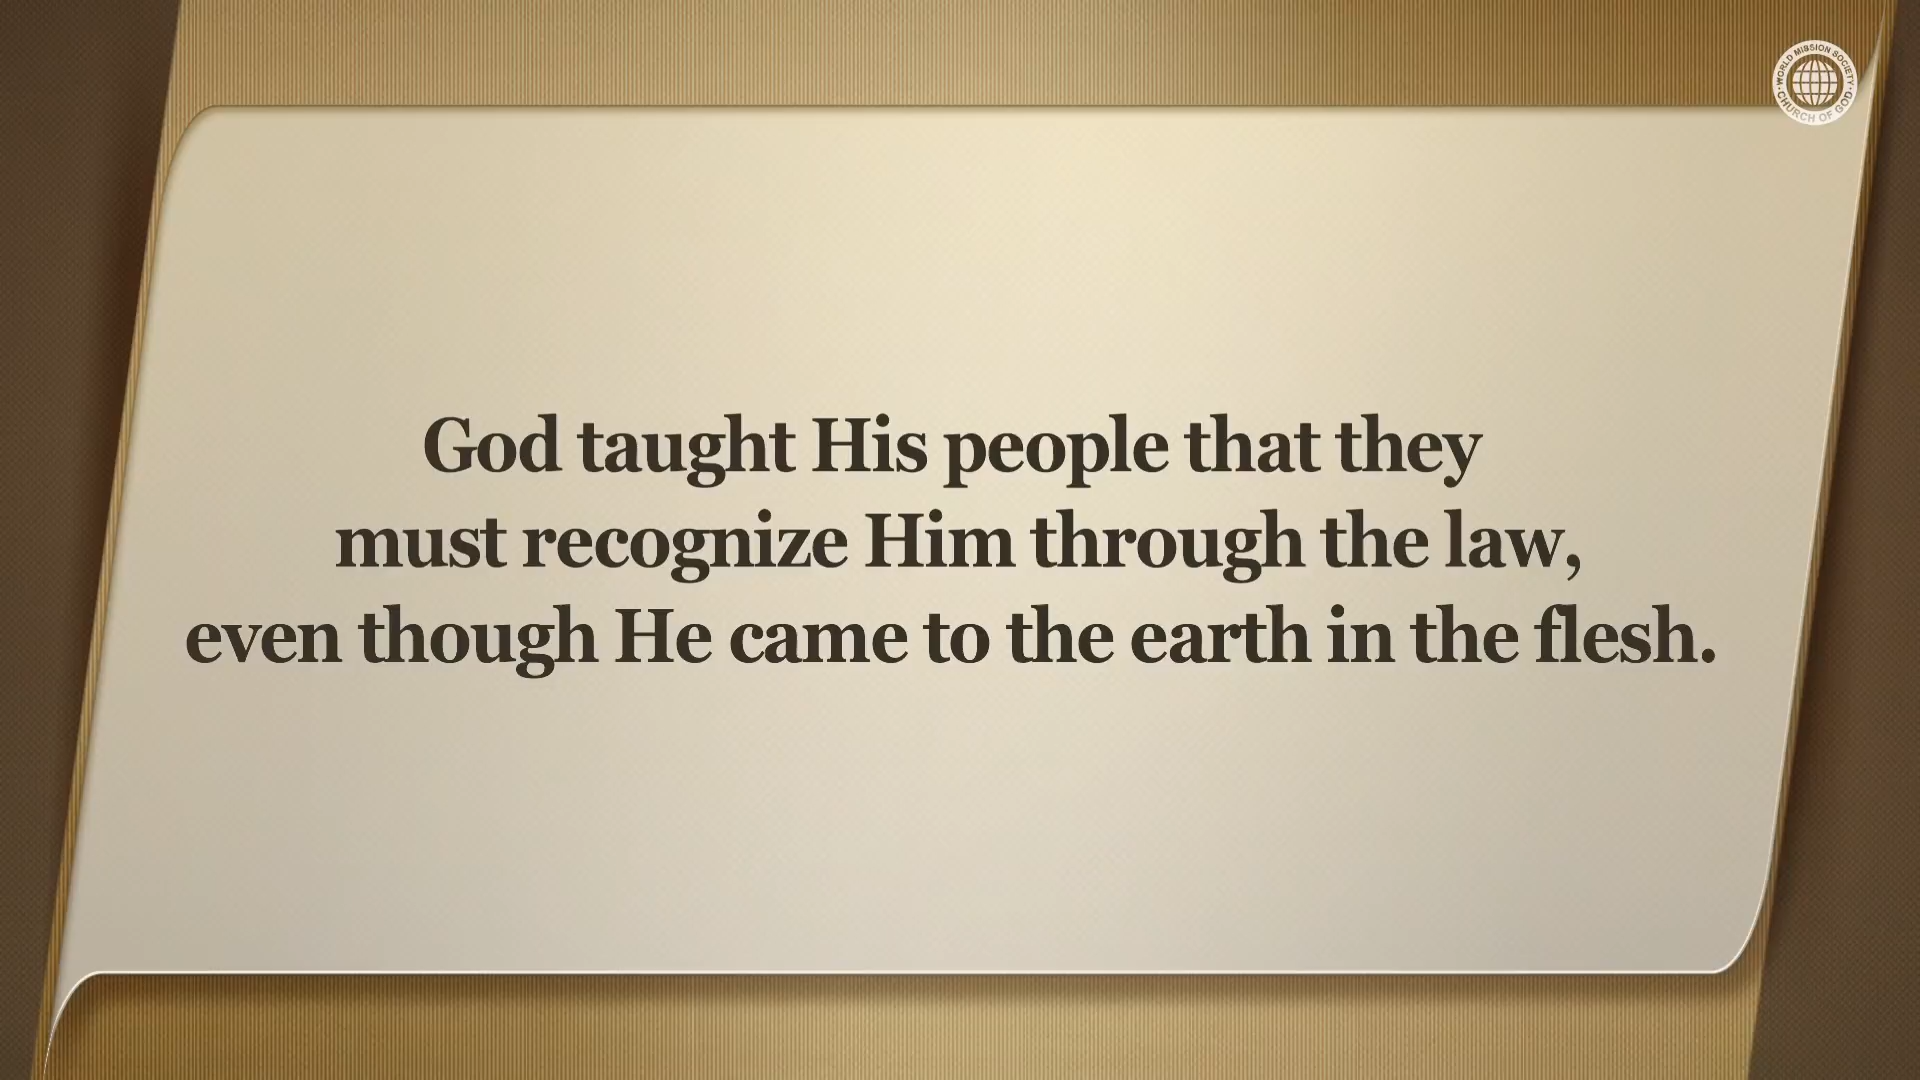 WORLD MISSION SOCIETY
CHURCH OF GOD
God taught His people that they
must recognize Him through the law,
even though He came to the earth in the flesh.